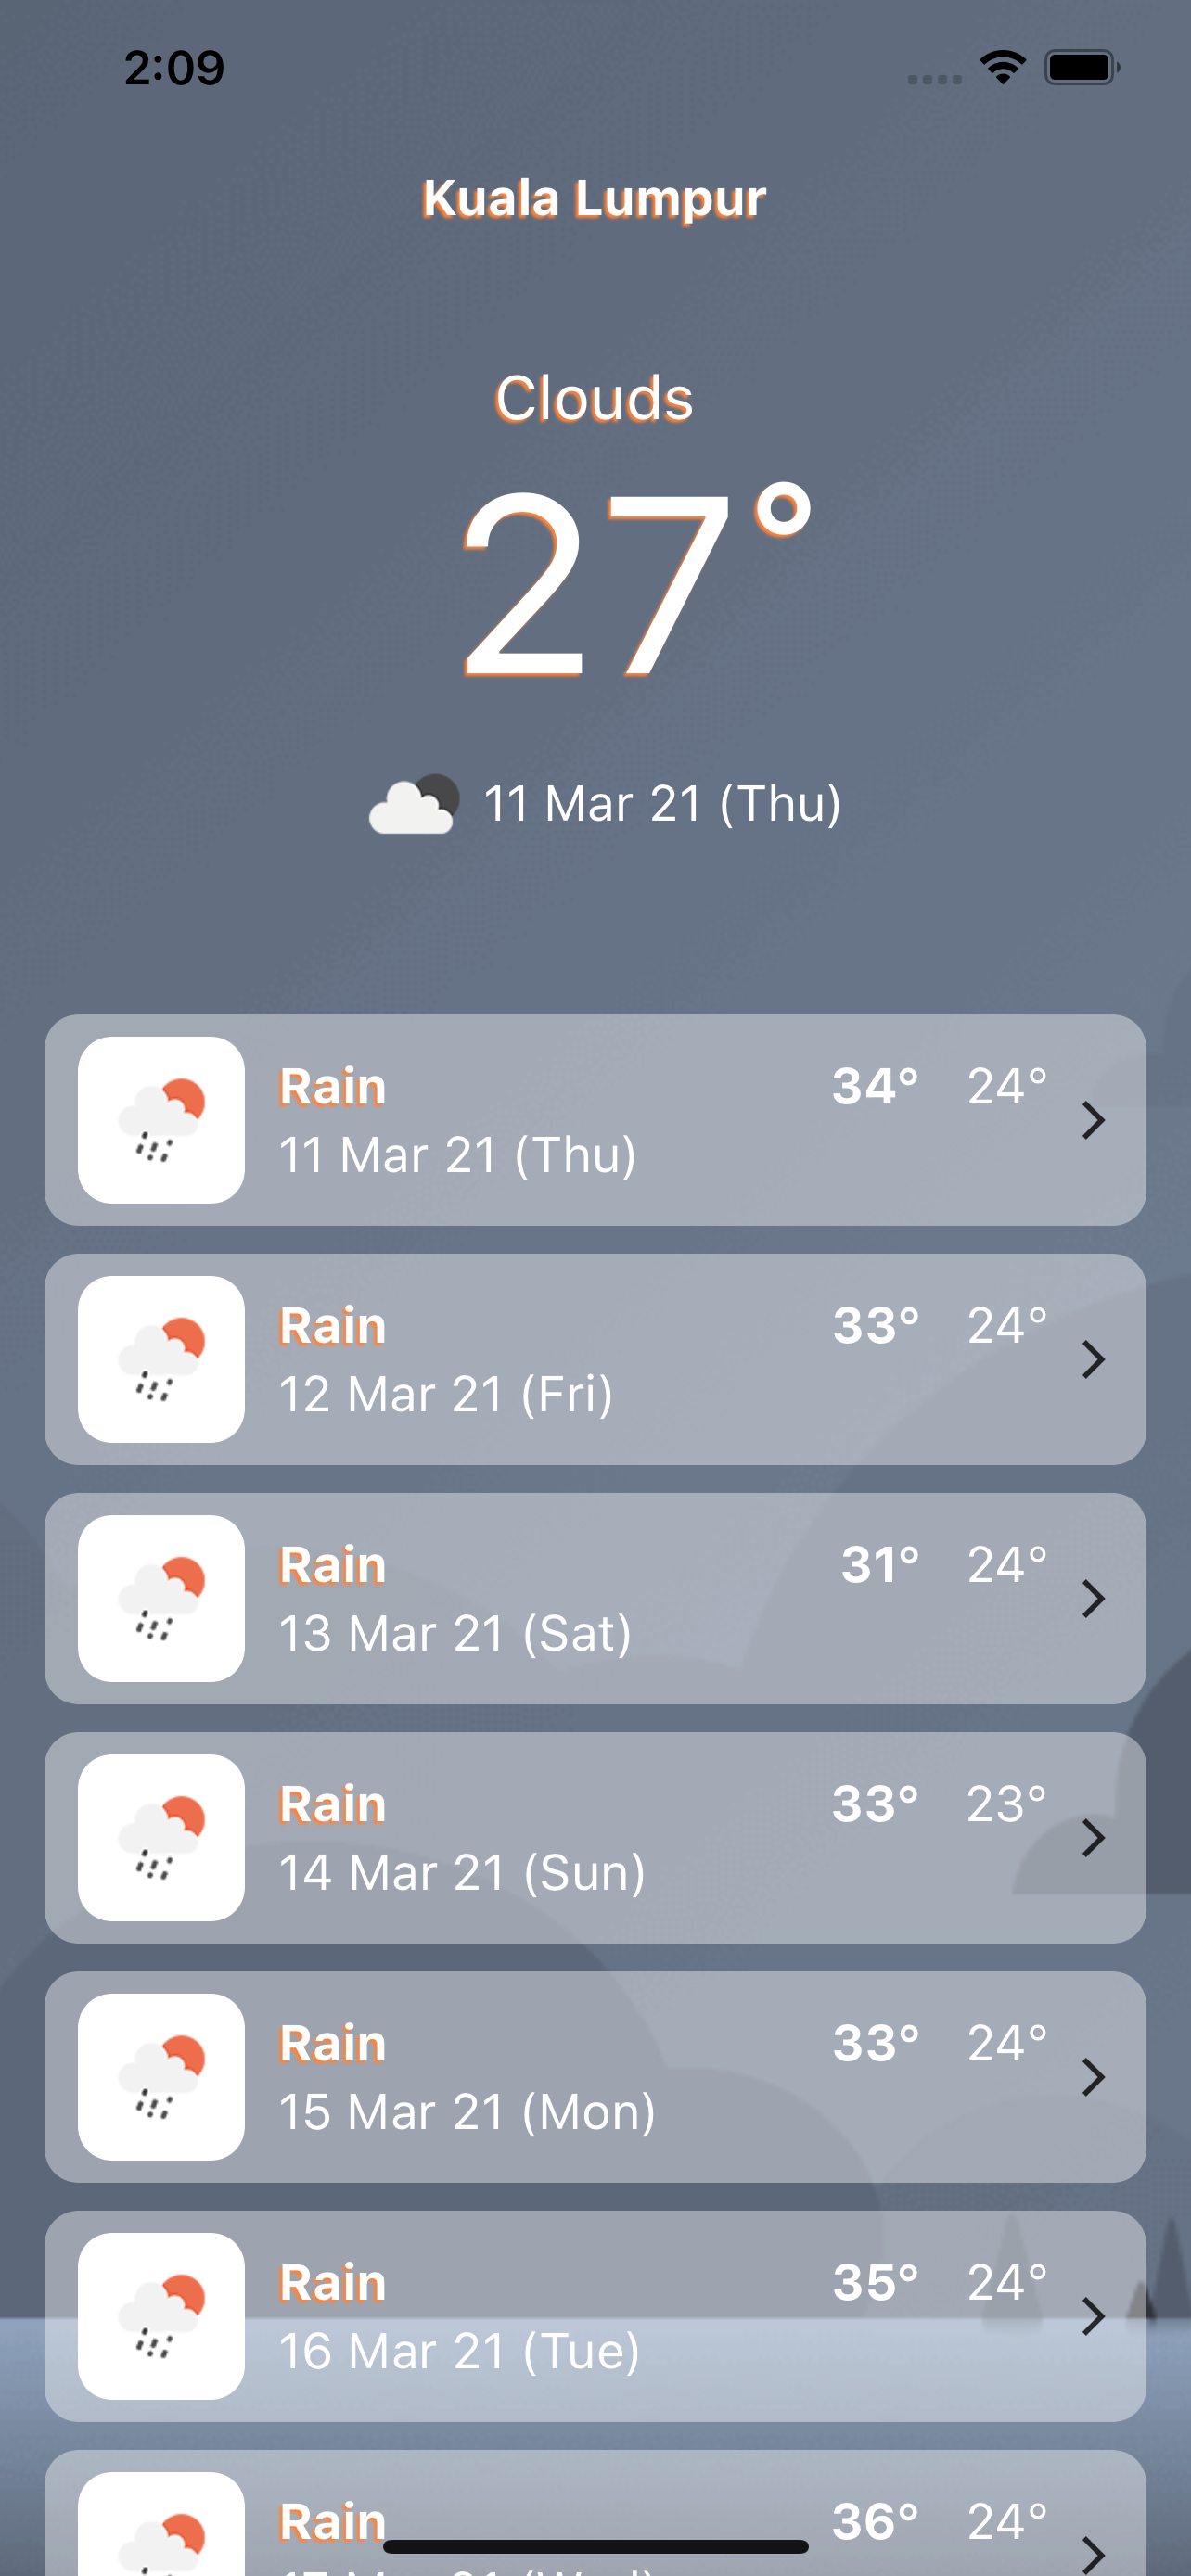 2:09
Kuala Lumpur
Clouds
27°
11 Mar 21 (Thu)
Rain 34° 24°
11 Mar 21 (Thu)
Rain 33° 24°
12 Mar 21 (Fri)
Rain 31° 24°
13 Mar 21 (Sat)
Rain 33° 23°
14 Mar 21 (Sun)
Rain 33° 24°
15 Mar 21 (Mon)
Rain 35° 24°
16 Mar 21 (Tue)
Rain 36° 24°